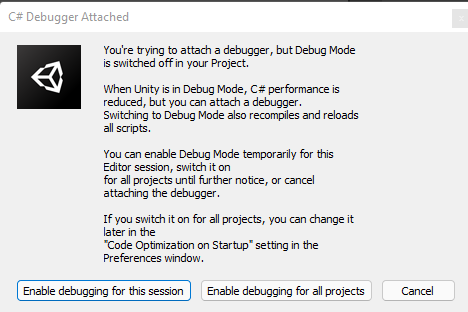 C# Debugger Attached
You're trying to attach a debugger, but Debug Mode
is switched off in your Project.
When Unity is in Debug Mode, C# performance is
reduced, but you can attach a debugger.
Switching to Debug Mode also recompiles and reloads
all scripts.
You can enable Debug Mode temporarily for this
Editor session, switch it on
for all projects until further notice, or cancel
attaching the debugger.
If you switch it on for all projects, you can change it
later in the
"Code Optimization on Startup" setting in the
Preferences window.
Enable debugging for this session
Enable debugging for all projects
Cancel